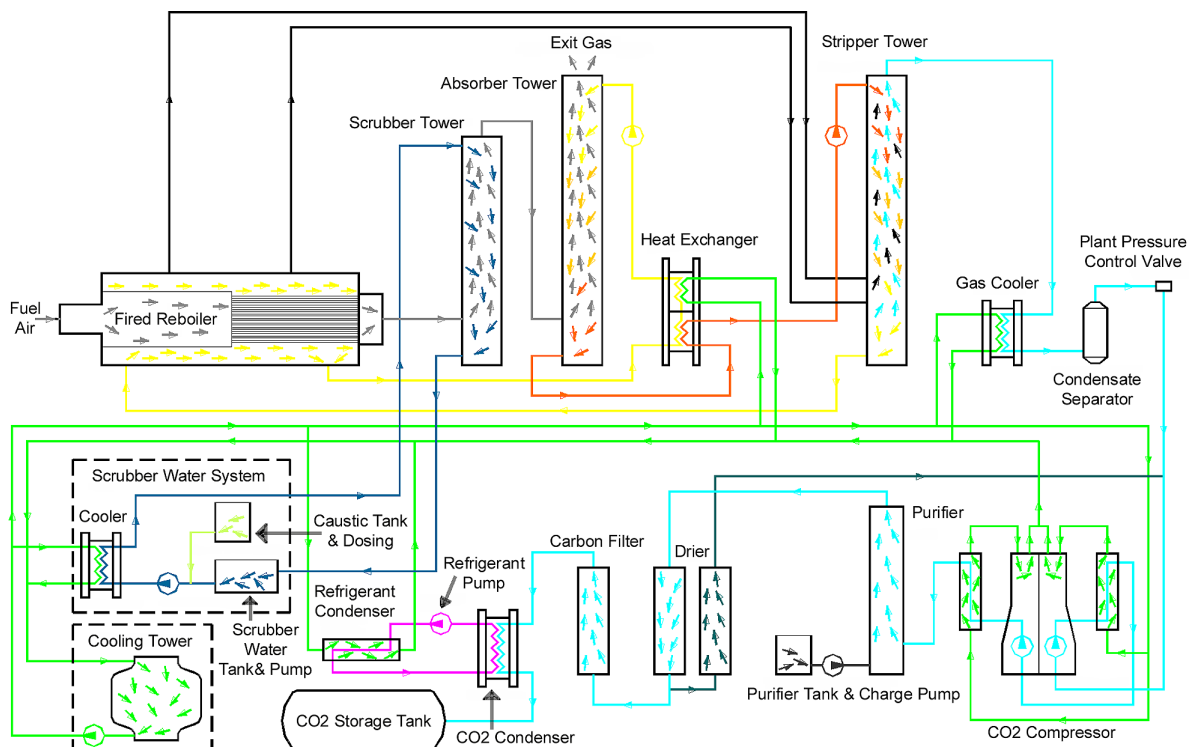 Exit Gas
Stripper Tower
Absorber Tower
Scrubber Tower
Heat Exchanger
Plant Pressure
Control Valve
Gas Cooler
Fuel
Air
Fired Reboiler
Condensate
Separator
Scrubber Water System
Cooler
Caustic Tank
& Dosing
Carbon Filter
Drier
Purifier
Refrigerant
Pump
Refrigerant
Condenser
Scrubber
Water
Tank& Pump
Cooling Tower
Purifier Tank & Charge Pump
CO2 Storage Tank
CO2 Condenser
CO2 Compressor